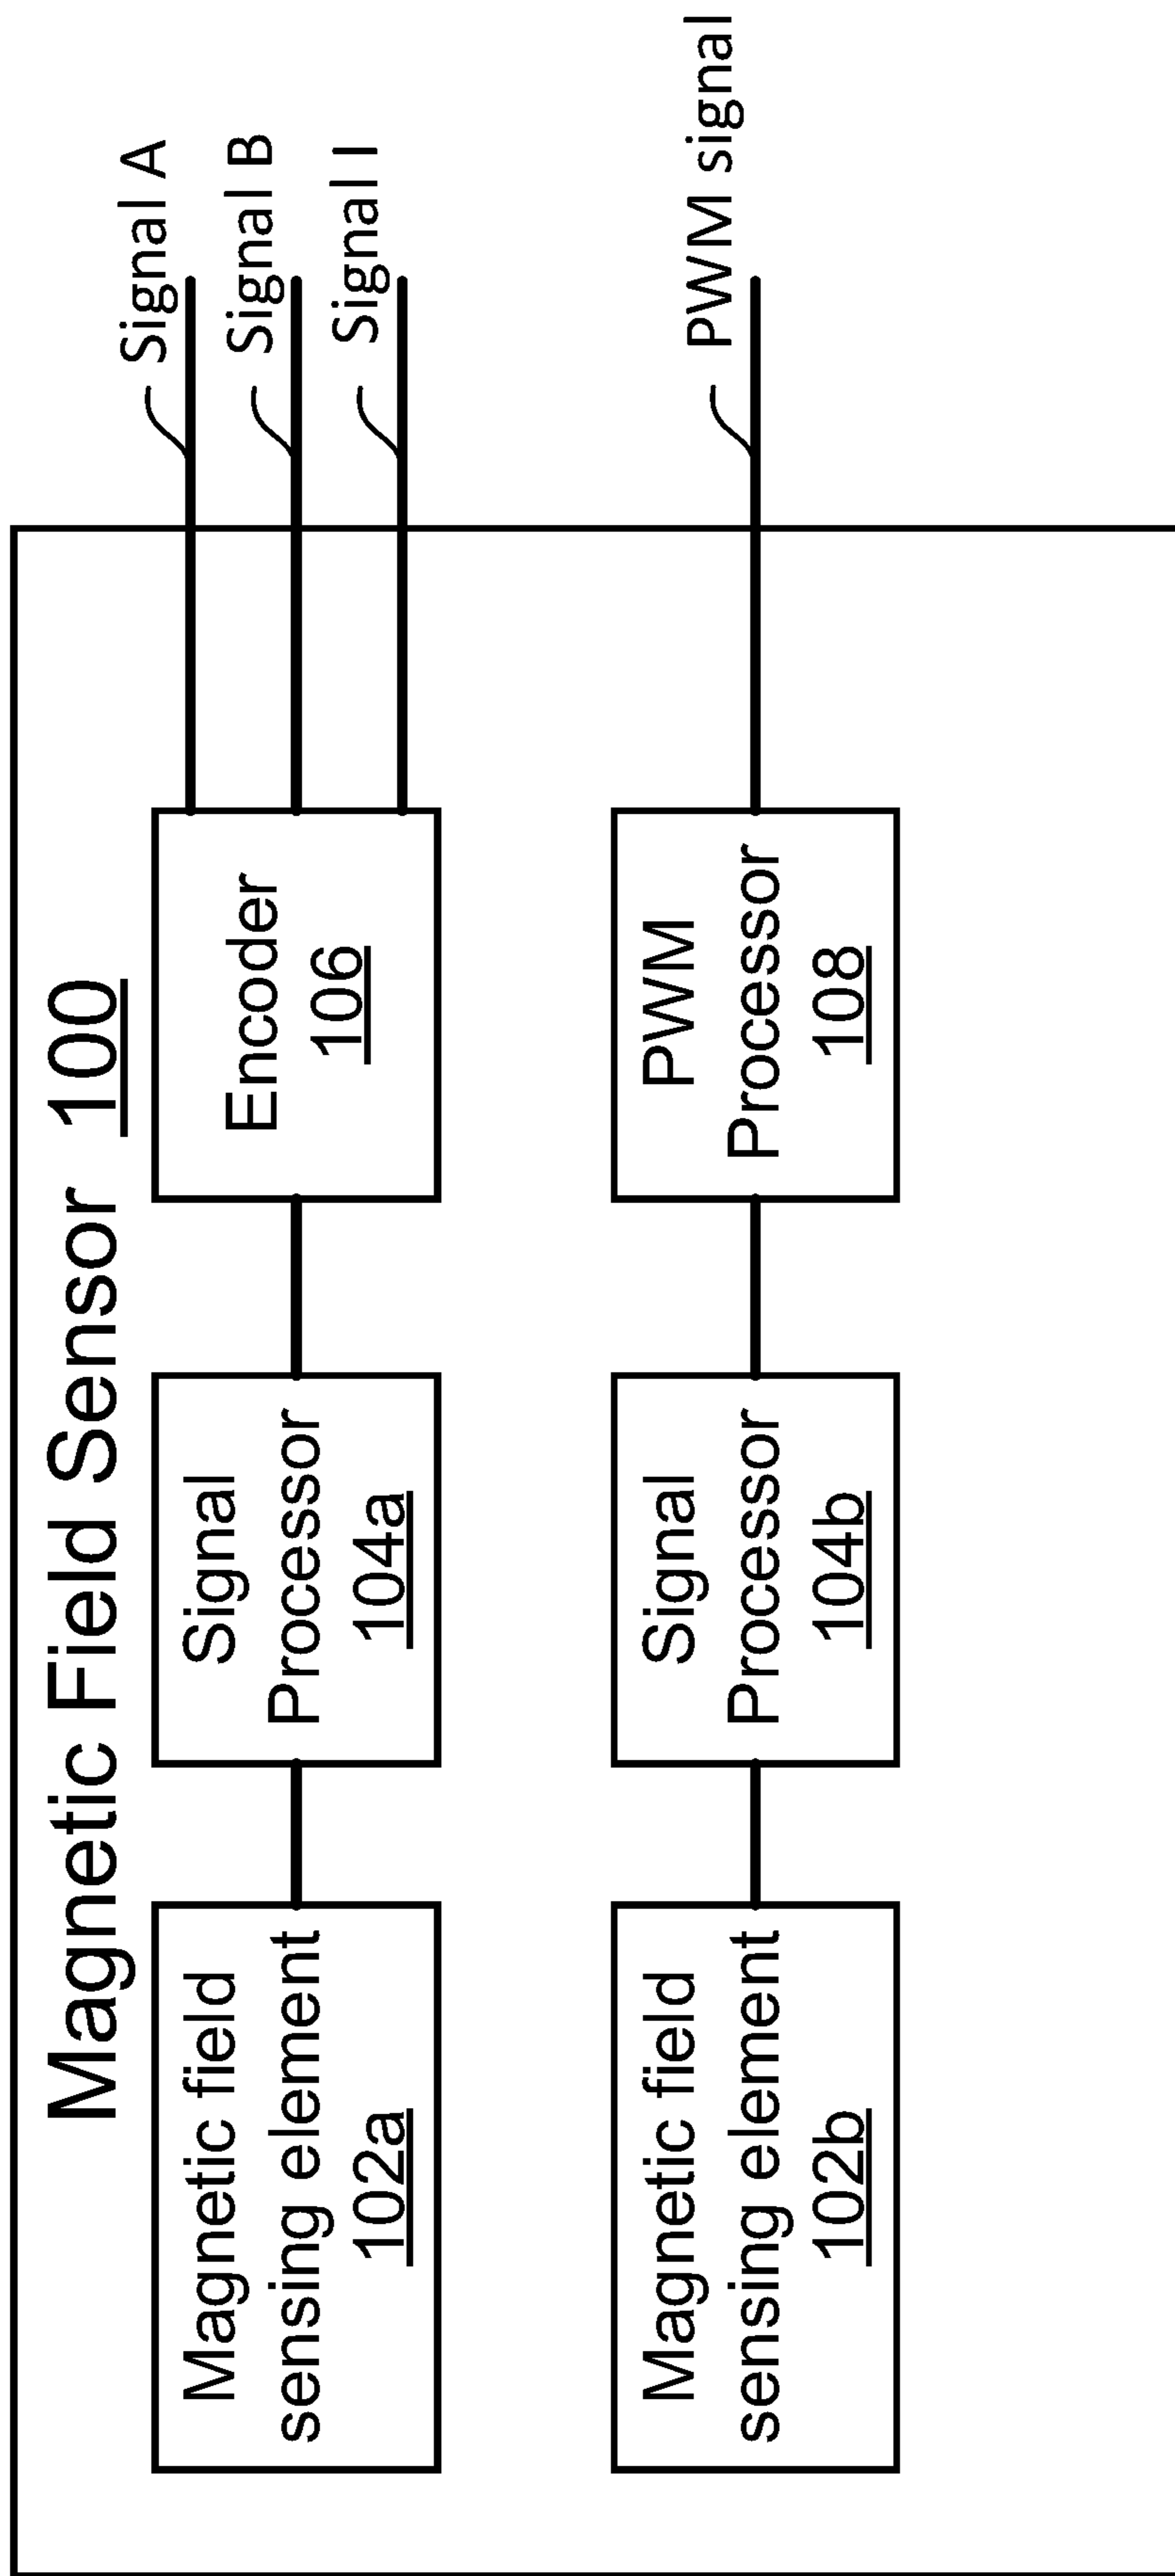 Magnetic Field Sensor 100
Magnetic field
sensing element
102a
Signal
Processor
104a
Encoder
106
Signal A
Signal B
Signal I
Magnetic field
sensing element
102b
Signal
Processor
104b
PWM
Processor
108
PWM signal